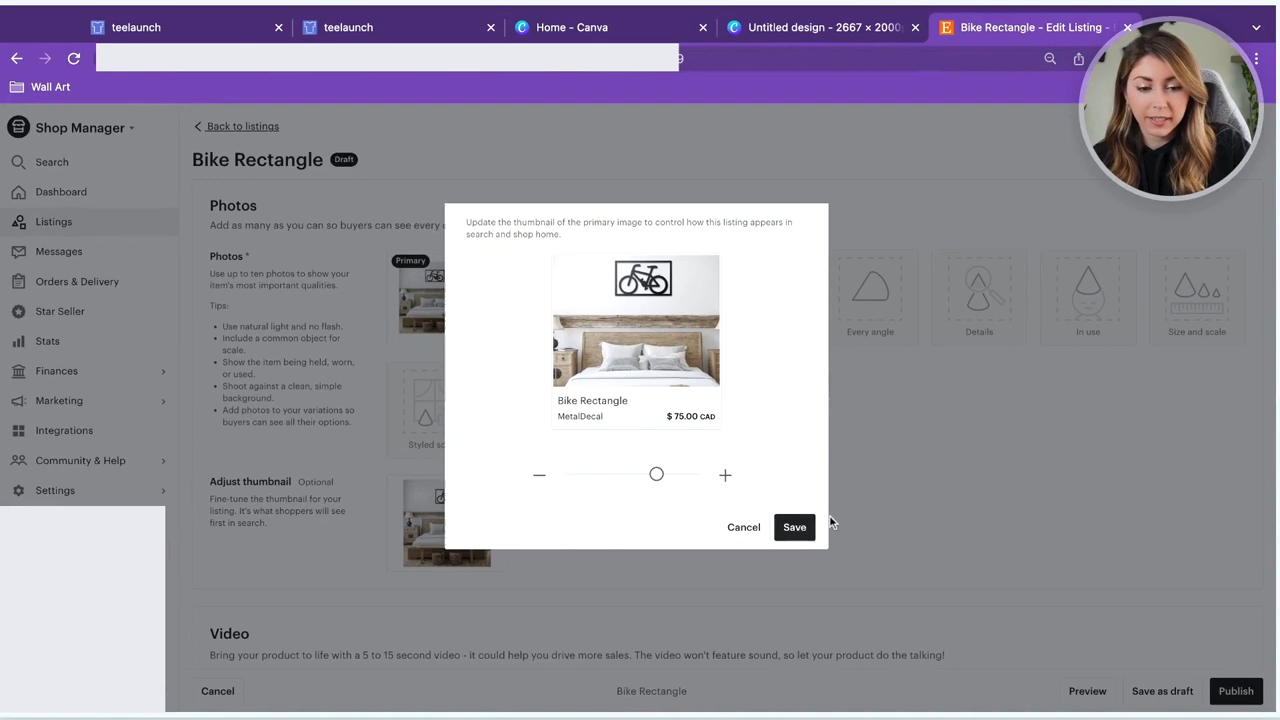 teelaunch
teelaunch
Home - Canva
Untitled design - 2667 × 2000
Bike Rectangle - Edit Listing -
Wall Art
Shop Manager
Search
Dashboard
Listings
Messages
Orders & Delivery
Star Seller
Stats
Finances
Marketing
Integrations
Community & Help
Settings
Back to listings
Bike Rectangle
Draft
Photos
Add as many as you can so buyers can see every
Photos *
Use up to ten photos to show your
item's most important qualities.
Tips:
• Use natural light and no flash.
• Include a common object for
scale.
• Show the item being held, worn,
or used.
• Shoot against a clean, simple
background.
• Add photos to your variations so
buyers can see all their options.
Primary
Every angle
Details
In use
Size and scale
Styled
Adjust thumbnail Optional
Fine-tune the thumbnail for your
listing. It's what shoppers will see
first in search.
Update the thumbnail of the primary image to control how this listing appears in
search and shop home.
Bike Rectangle
MetalDecal
$ 75.00 CAD
Cancel
Save
Video
Bring your product to life with a 5 to 15 second video - it could help you drive more sales. The video won't feature sound, so let your product do the talking!
Cancel
Bike Rectangle
Preview
Save as draft
Publish